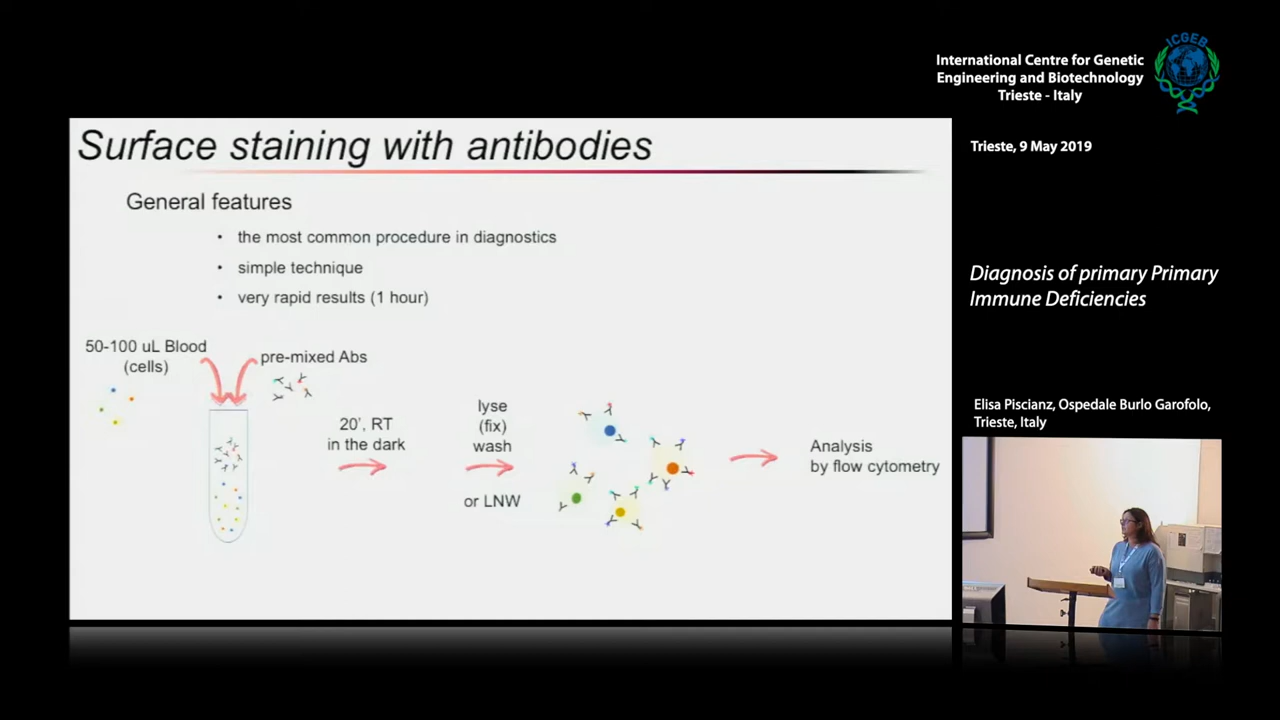 ICGEB
International Centre for Genetic
Engineering and Biotechnology
Trieste - Italy
Trieste, 9 May 2019
Surface staining with antibodies
General features
• the most common procedure in diagnostics
• simple technique
• very rapid results (1 hour)
50-100 uL Blood
(cells)
pre-mixed Abs
20', RT
in the dark
lyse
(fix)
wash
or LNW
Analysis
by flow cytometry
Diagnosis of primary Primary
Immune Deficiencies
Elisa Piscianz, Ospedale Burlo Garofolo,
Trieste, Italy